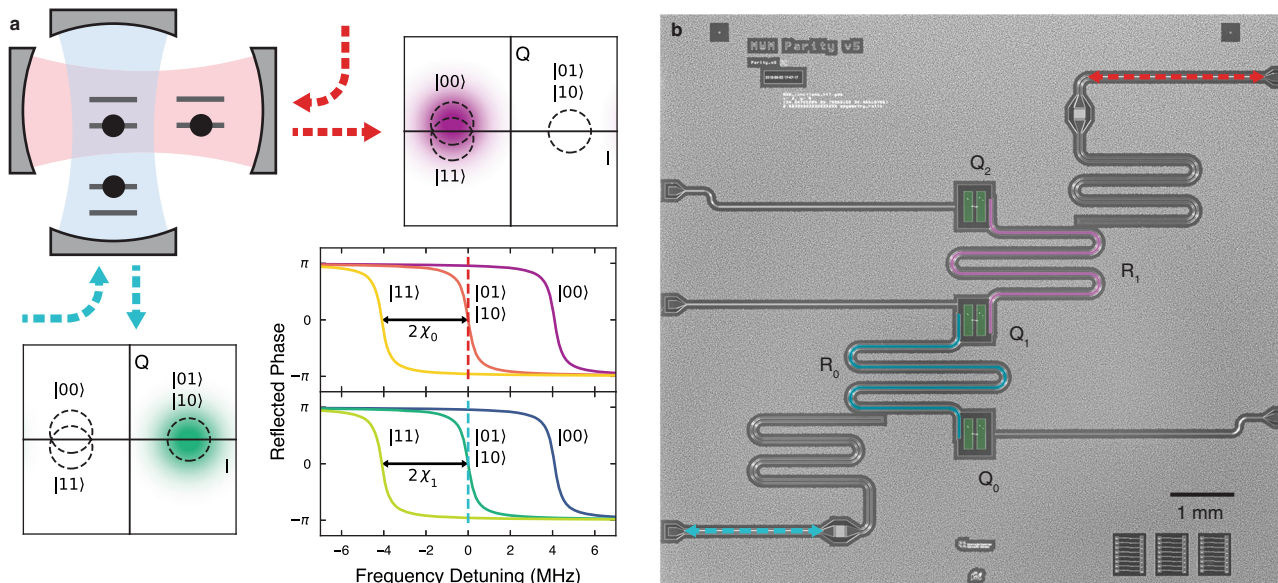 a
Q
|00⟩
|01⟩
|10⟩
|11⟩
I
Q
|00⟩
|01⟩
|10⟩
|11⟩
I
Reflected Phase
π
0
−π
|11⟩
|01⟩
|10⟩
|00⟩
2χ₀
π
0
−π
|11⟩
|01⟩
|10⟩
|00⟩
2χ₁
−6 −4 −2 0 2 4 6
Frequency Detuning (MHz)
b
MWM Parity v5
Parity_v5
Q₂
R₁
Q₁
R₀
Q₀
1 mm